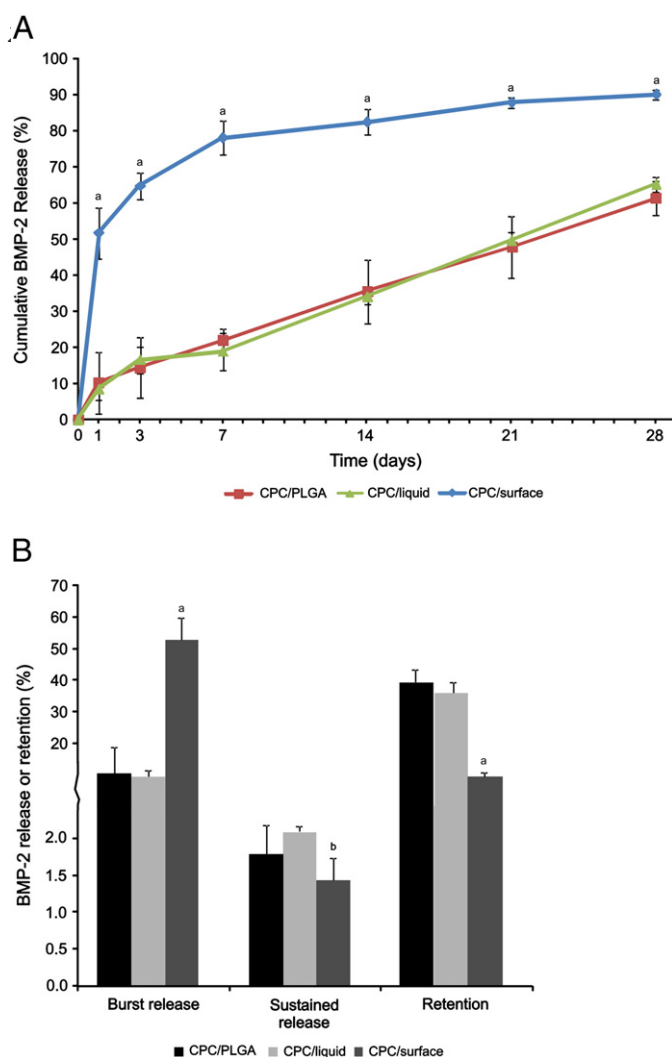 A
Cumulative BMP-2 Release (%)
100
90
80
70
60
50
40
30
20
10
0
a
a
a
a
a
a
0 1 3 7 14 21 28
Time (days)
CPC/PLGA CPC/liquid CPC/surface
B
BMP-2 release or retention (%)
70
60
50
40
30
20
2.0
1.5
1.0
0.5
0.0
a
b
a
Burst release Sustained release Retention
CPC/PLGA CPC/liquid CPC/surface